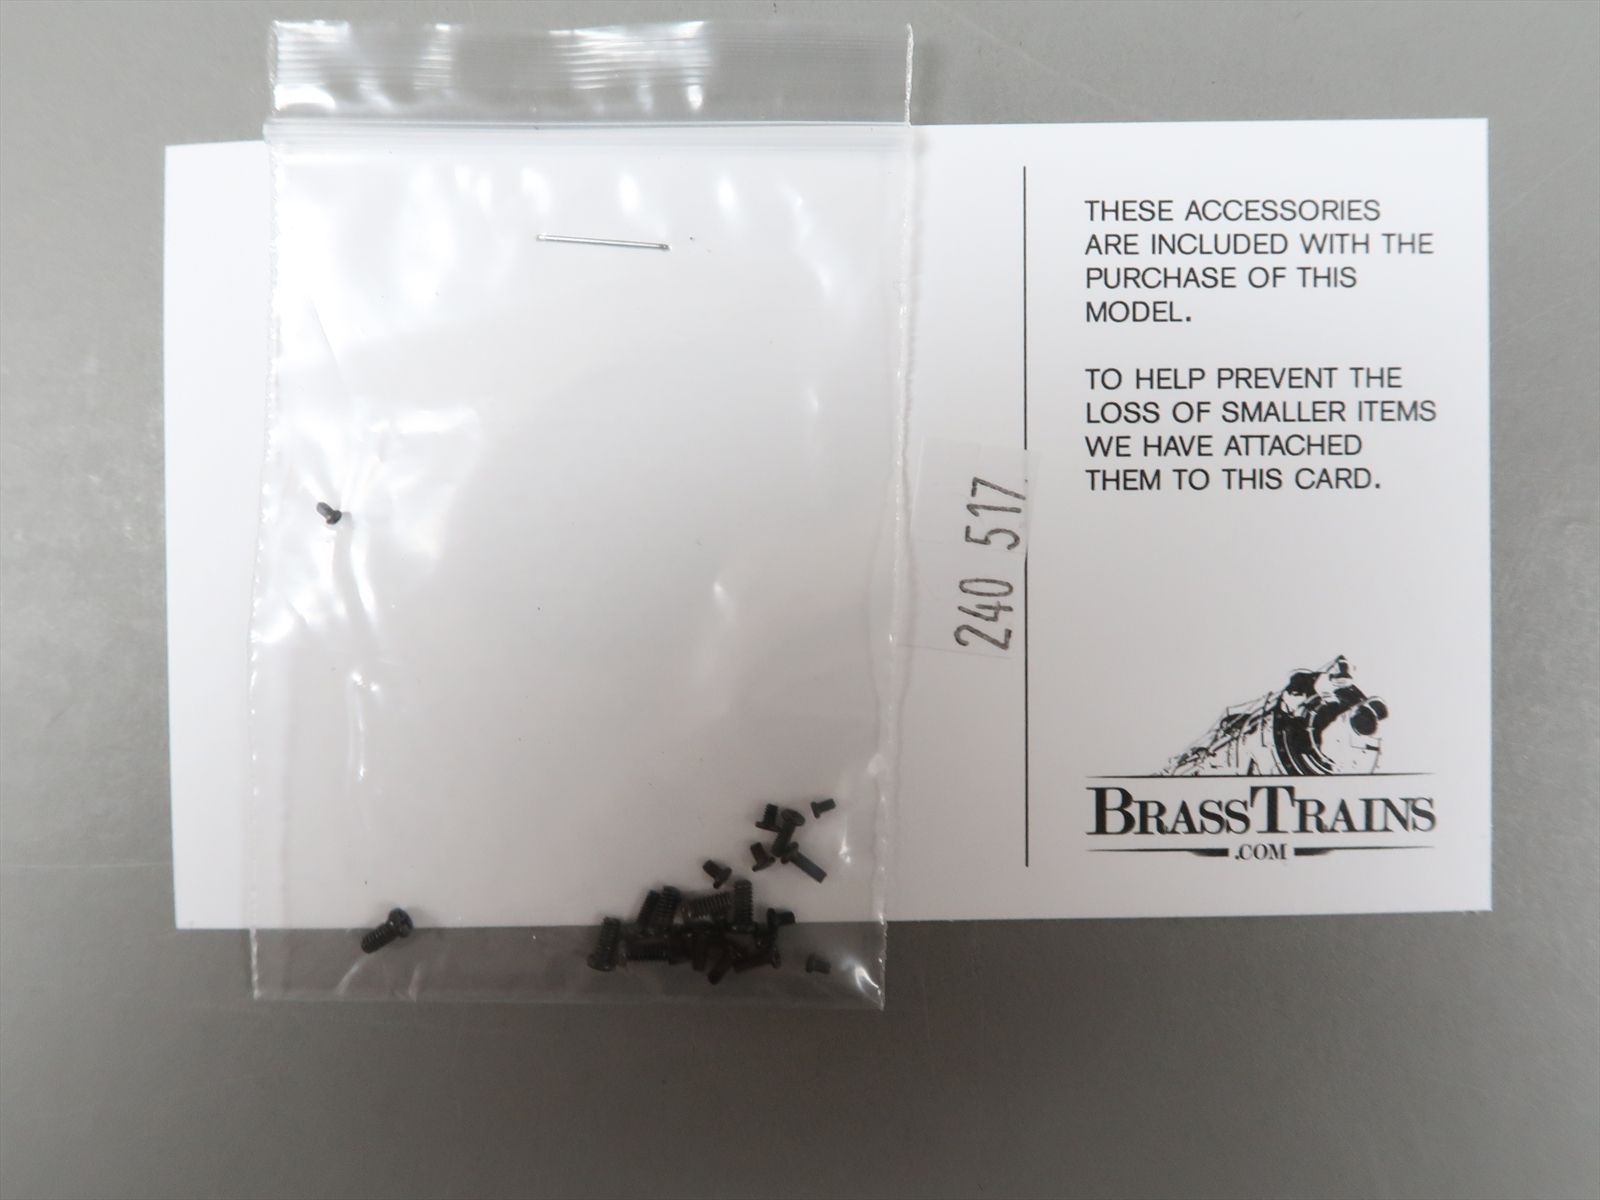 THESE ACCESSORIES
ARE INCLUDED WITH THE
PURCHASE OF THIS
MODEL.
TO HELP PREVENT THE
LOSS OF SMALLER ITEMS
WE HAVE ATTACHED
THEM TO THIS CARD.
240 517
BRASSTRAINS
.COM